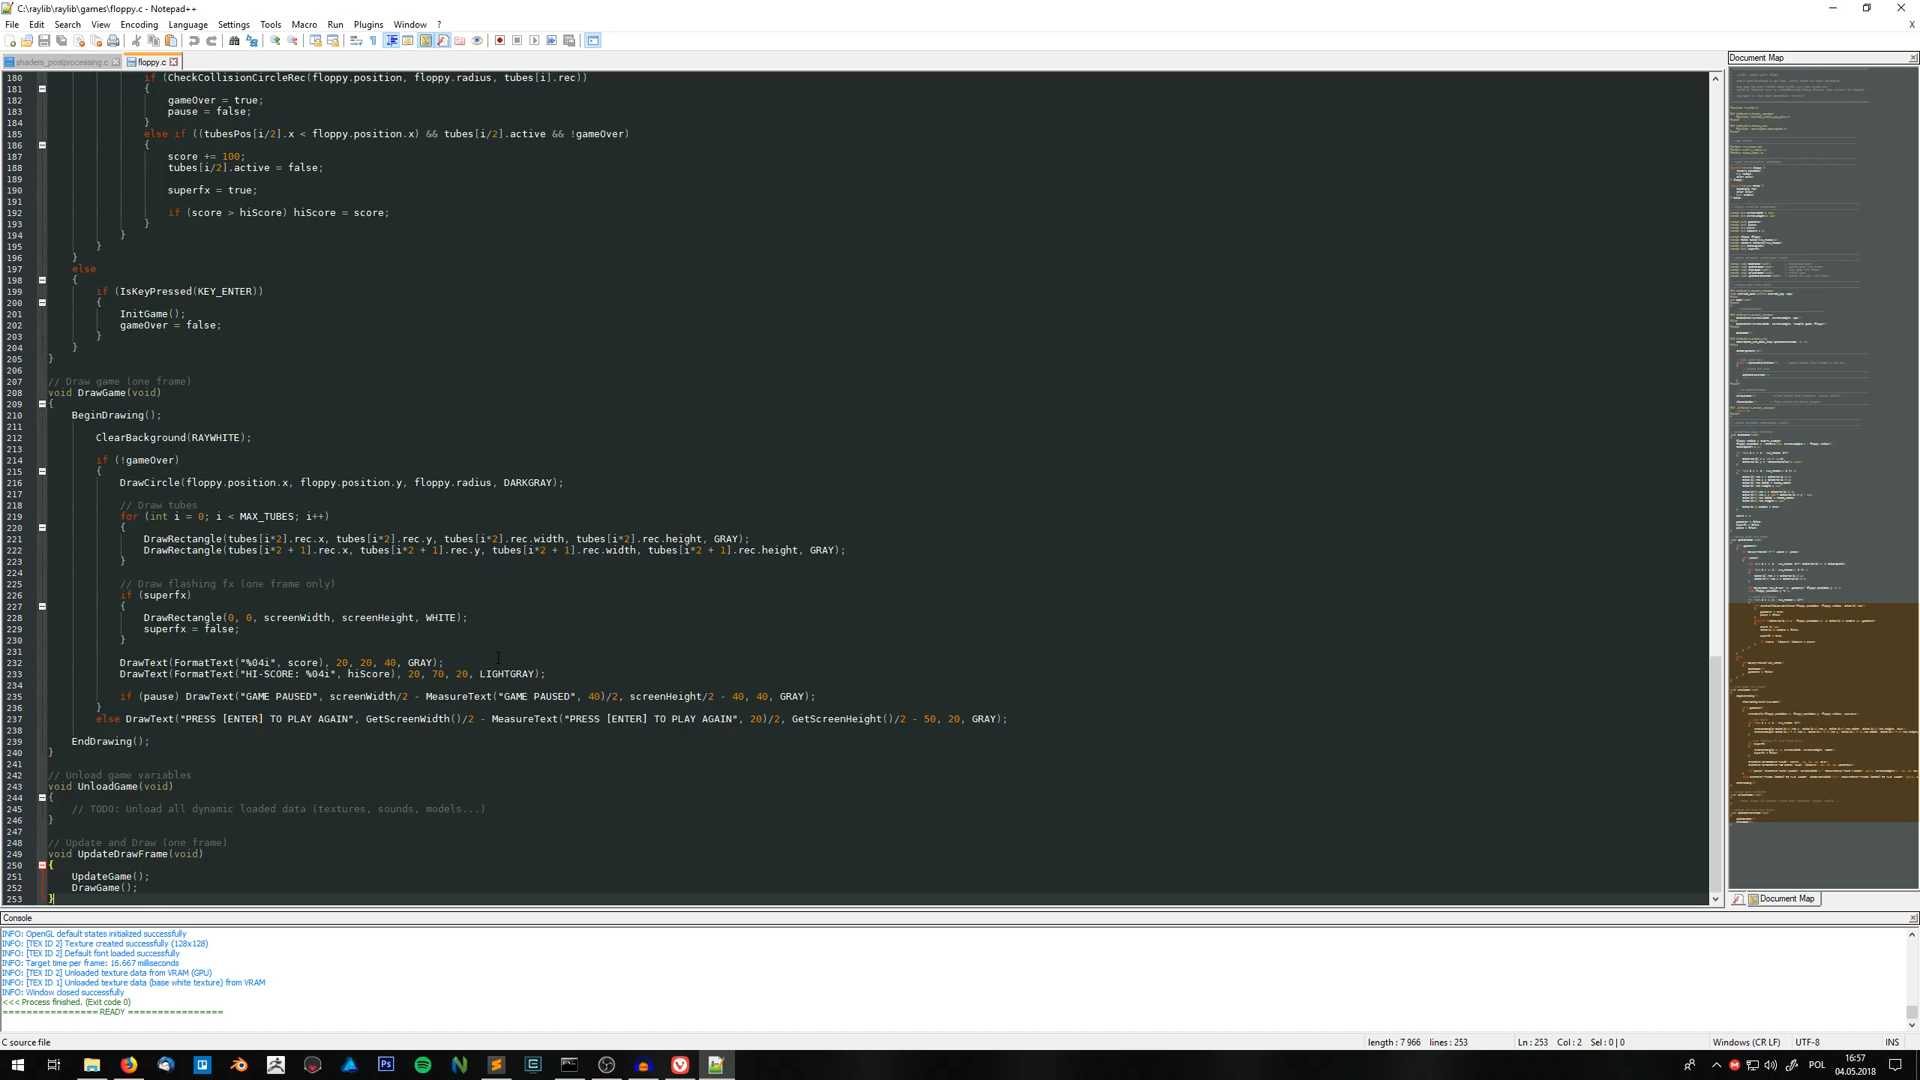 C:\raylib\raylib\games\floppy.c - Notepad++
File Edit Search View Encoding Language Settings Tools Macro Run Plugins Window ?
shaders_postprocessing.c floppy.c
Document Map
180 if (CheckCollisionCircleRec(floppy.position, floppy.radius, tubes[i].rec))
181 {
182 gameOver = true;
183 pause = false;
184 }
185 else if ((tubesPos[i/2].x < floppy.position.x) && tubes[i/2].active && !gameOver)
186 {
187 score += 100;
188 tubes[i/2].active = false;
189
190 superfx = true;
191
192 if (score > hiScore) hiScore = score;
193 }
194 }
195 }
196 }
197 else
198 {
199 if (IsKeyPressed(KEY_ENTER))
200 {
201 InitGame();
202 gameOver = false;
203 }
204 }
205 }
206
207 // Draw game (one frame)
208 void DrawGame(void)
209 {
210 BeginDrawing();
211
212 ClearBackground(RAYWHITE);
213
214 if (!gameOver)
215 {
216 DrawCircle(floppy.position.x, floppy.position.y, floppy.radius, DARKGRAY);
217
218 // Draw tubes
219 for (int i = 0; i < MAX_TUBES; i++)
220 {
221 DrawRectangle(tubes[i*2].rec.x, tubes[i*2].rec.y, tubes[i*2].rec.width, tubes[i*2].rec.height, GRAY);
222 DrawRectangle(tubes[i*2 + 1].rec.x, tubes[i*2 + 1].rec.y, tubes[i*2 + 1].rec.width, tubes[i*2 + 1].rec.height, GRAY);
223 }
224
225 // Draw flashing fx (one frame only)
226 if (superfx)
227 {
228 DrawRectangle(0, 0, screenWidth, screenHeight, WHITE);
229 superfx = false;
230 }
231
232 DrawText(FormatText("%04i", score), 20, 20, 40, GRAY);
233 DrawText(FormatText("HI-SCORE: %04i", hiScore), 20, 70, 20, LIGHTGRAY);
234
235 if (pause) DrawText("GAME PAUSED", screenWidth/2 - MeasureText("GAME PAUSED", 40)/2, screenHeight/2 - 40, 40, GRAY);
236 }
237 else DrawText("PRESS [ENTER] TO PLAY AGAIN", GetScreenWidth()/2 - MeasureText("PRESS [ENTER] TO PLAY AGAIN", 20)/2, GetScreenHeight()/2 - 50, 20, GRAY);
238
239 EndDrawing();
240 }
241
242 // Unload game variables
243 void UnloadGame(void)
244 {
245 // TODO: Unload all dynamic loaded data (textures, sounds, models...)
246 }
247
248 // Update and Draw (one frame)
249 void UpdateDrawFrame(void)
250 {
251 UpdateGame();
252 DrawGame();
253 }
Document Map
Console
INFO: OpenGL default states initialized successfully
INFO: [TEX ID 2] Texture created successfully (128x128)
INFO: [TEX ID 2] Default font loaded successfully
INFO: Target time per frame: 16.667 milliseconds
INFO: [TEX ID 2] Unloaded texture data from VRAM (GPU)
INFO: [TEX ID 1] Unloaded texture data (base white texture) from VRAM
INFO: Window closed successfully
<<< Process finished. (Exit code 0)
================ READY ================
C source file length : 7 966 lines : 253 Ln : 253 Col : 2 Sel : 0 | 0 Windows (CR LF) UTF-8 INS
POL 16:57
04.05.2018